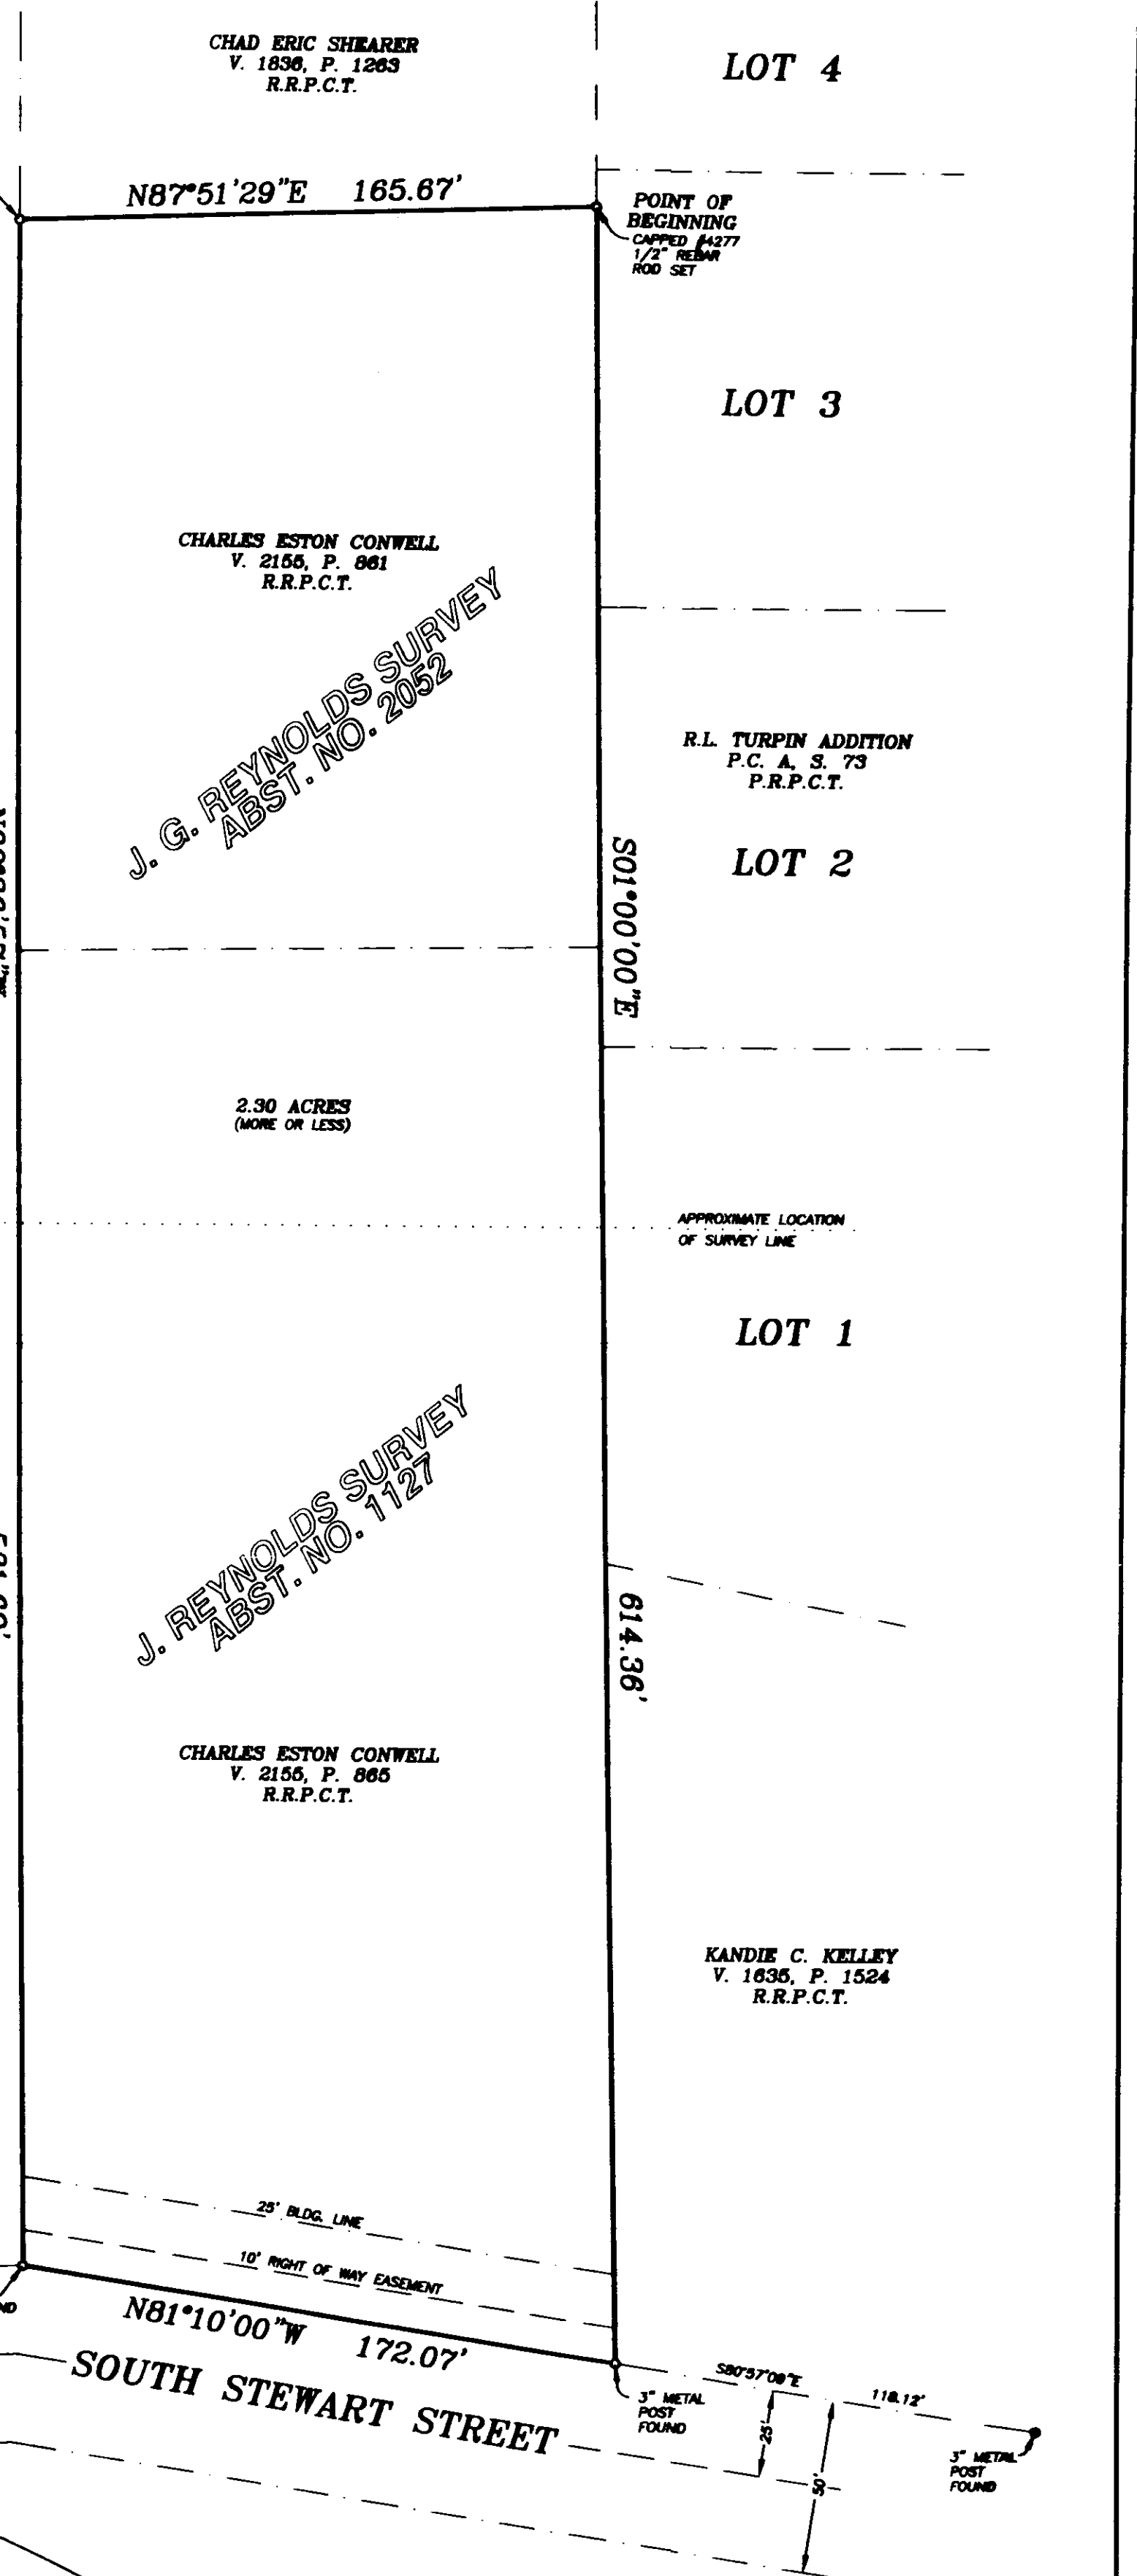 CHAD ERIC SHEARER
V. 1836, P. 1263
R.R.P.C.T.
LOT 4
N87°51'29"E 165.67'
POINT OF
BEGINNING
CAPPED #4277
1/2" REBAR
ROD SET
LOT 3
CHARLES ESTON CONWELL
V. 2155, P. 861
R.R.P.C.T.
J. G. REYNOLDS SURVEY
ABST. NO. 2052
R.L. TURPIN ADDITION
P.C. A, S. 73
P.R.P.C.T.
LOT 2
S01°00'00"E
2.30 ACRES
(MORE OR LESS)
APPROXIMATE LOCATION
OF SURVEY LINE
LOT 1
J. REYNOLDS SURVEY
ABST. NO. 1127
614.36'
CHARLES ESTON CONWELL
V. 2155, P. 865
R.R.P.C.T.
KANDIE C. KELLEY
V. 1635, P. 1524
R.R.P.C.T.
25' BLDG. LINE
10' RIGHT OF WAY EASEMENT
N81°10'00"W 172.07'
SOUTH STEWART STREET
S80°57'09"E 118.12'
3" METAL
POST
FOUND
25'
50'
3" METAL
POST
FOUND